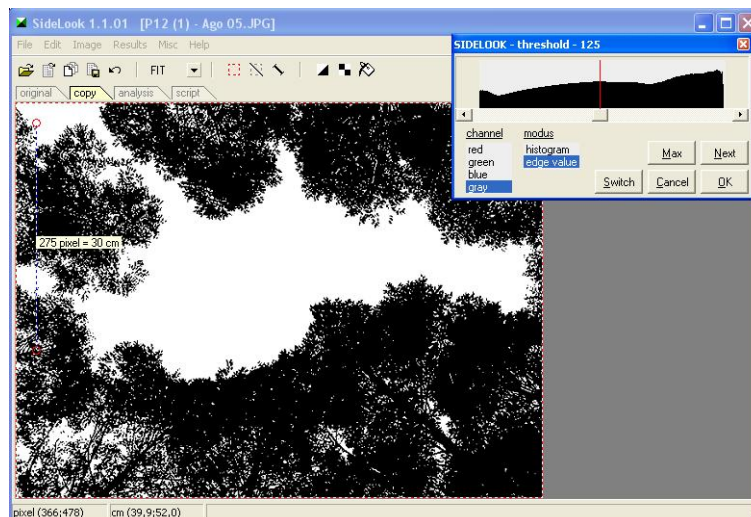 SideLook 1.1.01 [P12 (1) - Ago 05.JPG]
File Edit Image Results Misc Help
FIT
original copy analysis script
275 pixel = 30 cm
SIDELOOK - threshold - 125
channel modus
red histogram
green edge value
blue
gray
Max Next
Switch Cancel OK
pixel (366;478) cm (39,9;52,0)